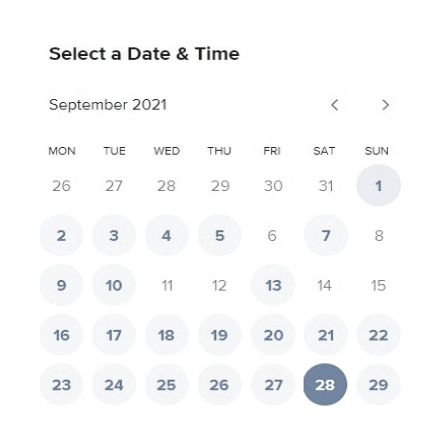 Select a Date & Time
September 2021
MON TUE WED THU FRI SAT SUN
26 27 28 29 30 31 1
2 3 4 5 6 7 8
9 10 11 12 13 14 15
16 17 18 19 20 21 22
23 24 25 26 27 28 29